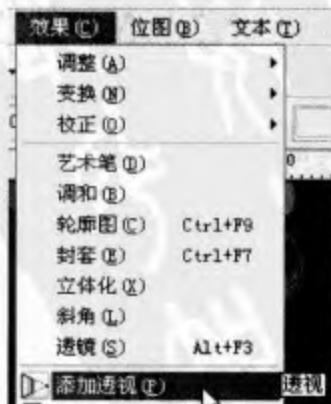 效果(C) 位图(B) 文本(T)
调整(A)
变换(N)
校正(O)
0
艺术笔(D)
调和(B)
轮廓图(C) Ctrl+F9
封套(E) Ctrl+F7
立体化(X)
斜角(L)
透镜(S) Alt+F3
添加透视(P) 透视